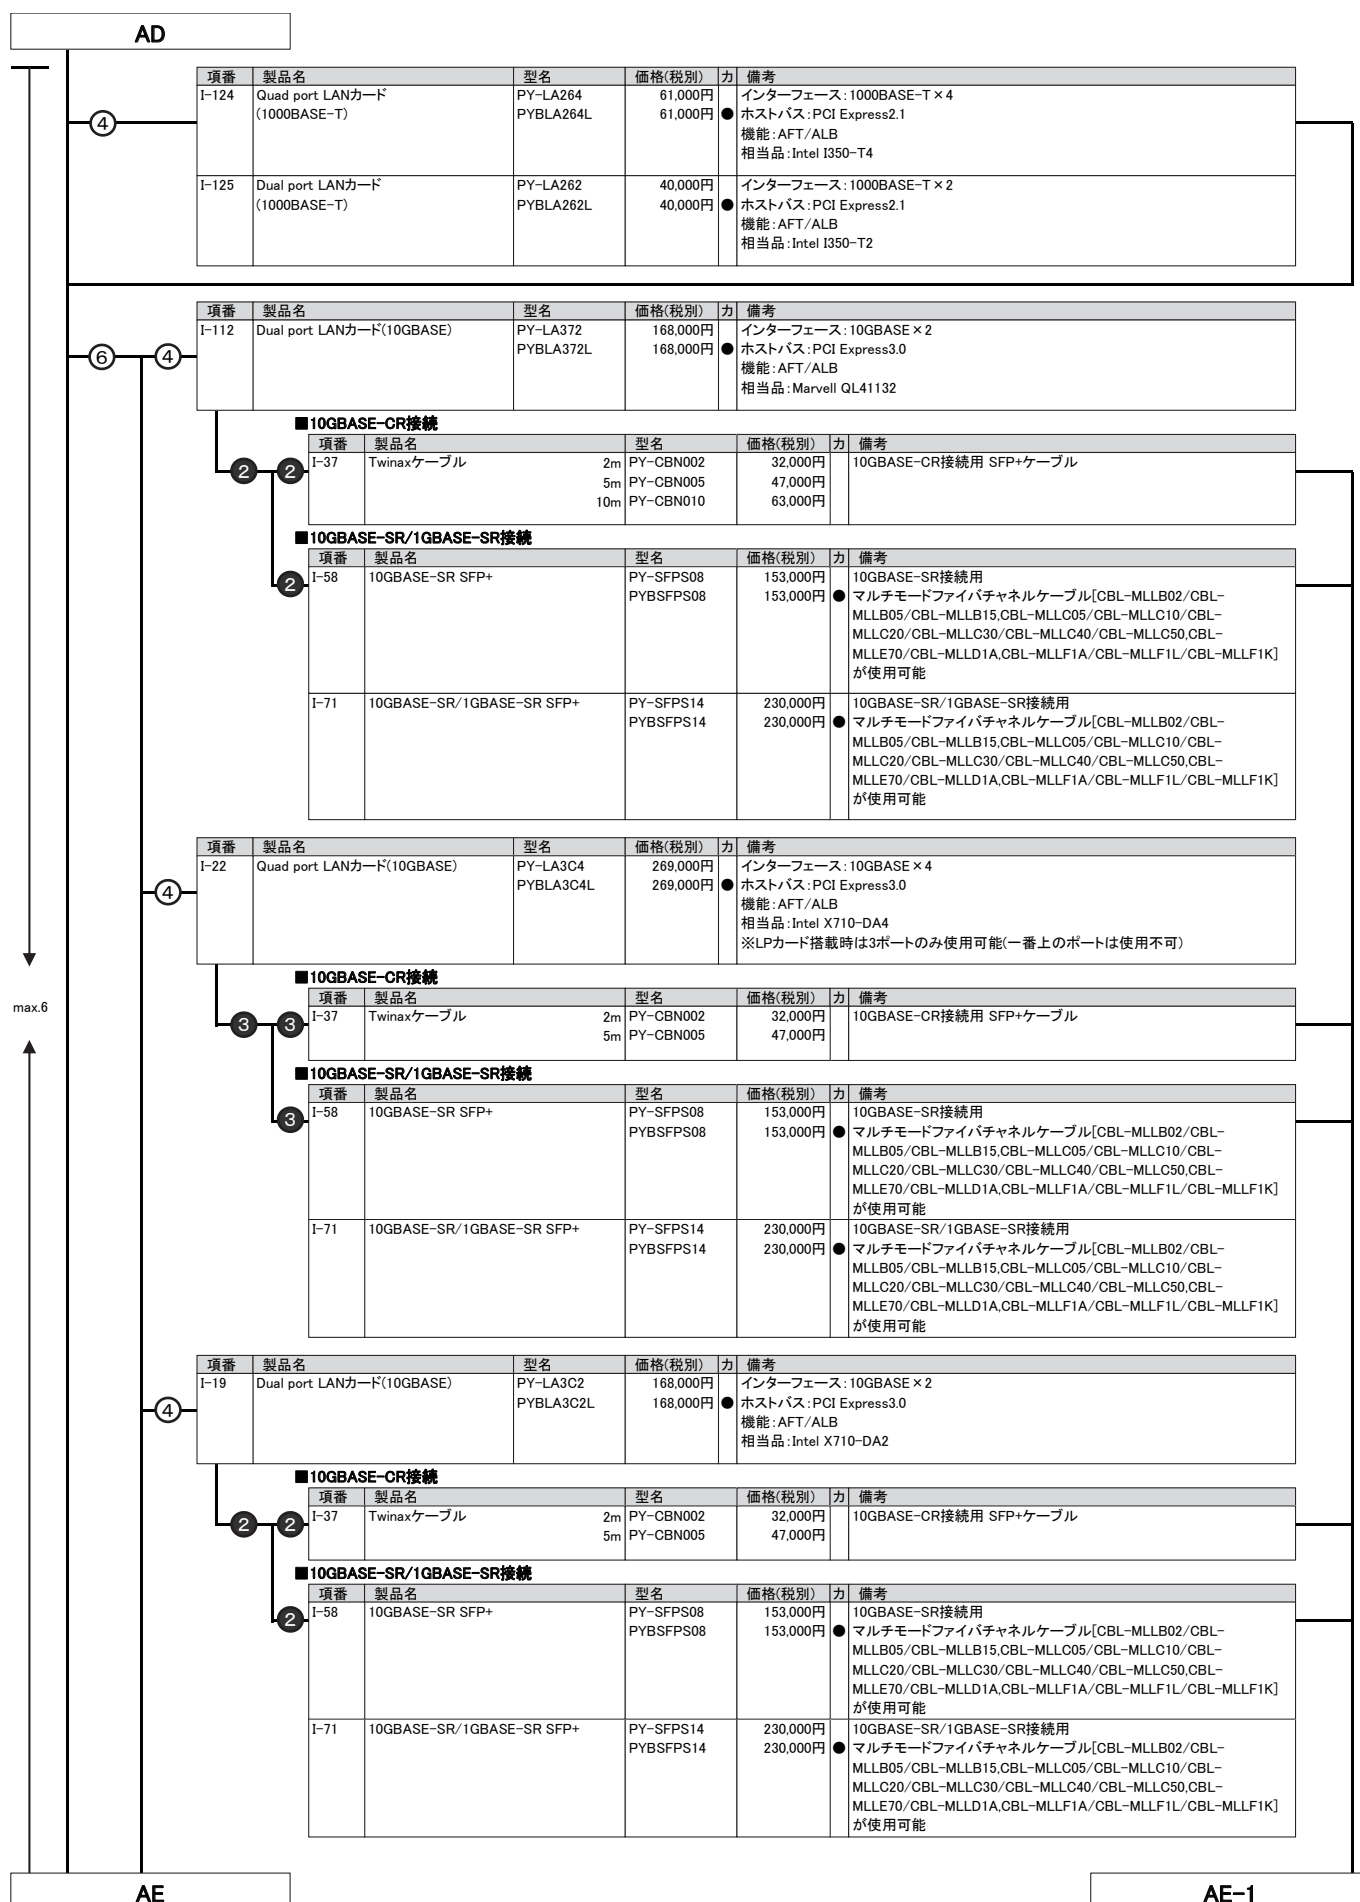 AD
項番 製品名 型名 価格(税別) カ 備考
I-124 Quad port LANカード PY-LA264 61,000円 インターフェース:1000BASE-T×4
④ (1000BASE-T) PYBLA264L 61,000円 ● ホストバス:PCI Express2.1
機能:AFT/ALB
相当品:Intel I350-T4
I-125 Dual port LANカード PY-LA262 40,000円 インターフェース:1000BASE-T×2
(1000BASE-T) PYBLA262L 40,000円 ● ホストバス:PCI Express2.1
機能:AFT/ALB
相当品:Intel I350-T2
項番 製品名 型名 価格(税別) カ 備考
I-112 Dual port LANカード(10GBASE) PY-LA372 168,000円 インターフェース:10GBASE×2
⑥ ④ PYBLA372L 168,000円 ● ホストバス:PCI Express3.0
機能:AFT/ALB
相当品:Marvell QL41132
■10GBASE-CR接続
項番 製品名 型名 価格(税別) カ 備考
❷ ❷ I-37 Twinaxケーブル 2m PY-CBN002 32,000円 10GBASE-CR接続用 SFP+ケーブル
5m PY-CBN005 47,000円
10m PY-CBN010 63,000円
■10GBASE-SR/1GBASE-SR接続
項番 製品名 型名 価格(税別) カ 備考
❷ I-58 10GBASE-SR SFP+ PY-SFPS08 153,000円 10GBASE-SR接続用
PYBSFPS08 153,000円 ● マルチモードファイバチャネルケーブル[CBL-MLLB02/CBL-
MLLB05/CBL-MLLB15,CBL-MLLC05/CBL-MLLC10/CBL-
MLLC20/CBL-MLLC30/CBL-MLLC40/CBL-MLLC50,CBL-
MLLE70/CBL-MLLD1A,CBL-MLLF1A/CBL-MLLF1L/CBL-MLLF1K]
が使用可能
I-71 10GBASE-SR/1GBASE-SR SFP+ PY-SFPS14 230,000円 10GBASE-SR/1GBASE-SR接続用
PYBSFPS14 230,000円 ● マルチモードファイバチャネルケーブル[CBL-MLLB02/CBL-
MLLB05/CBL-MLLB15,CBL-MLLC05/CBL-MLLC10/CBL-
MLLC20/CBL-MLLC30/CBL-MLLC40/CBL-MLLC50,CBL-
MLLE70/CBL-MLLD1A,CBL-MLLF1A/CBL-MLLF1L/CBL-MLLF1K]
が使用可能
項番 製品名 型名 価格(税別) カ 備考
I-22 Quad port LANカード(10GBASE) PY-LA3C4 269,000円 インターフェース:10GBASE×4
④ PYBLA3C4L 269,000円 ● ホストバス:PCI Express3.0
機能:AFT/ALB
相当品:Intel X710-DA4
※LPカード搭載時は3ポートのみ使用可能(一番上のポートは使用不可)
max.6
■10GBASE-CR接続
項番 製品名 型名 価格(税別) カ 備考
❸ ❸ I-37 Twinaxケーブル 2m PY-CBN002 32,000円 10GBASE-CR接続用 SFP+ケーブル
5m PY-CBN005 47,000円
■10GBASE-SR/1GBASE-SR接続
項番 製品名 型名 価格(税別) カ 備考
❸ I-58 10GBASE-SR SFP+ PY-SFPS08 153,000円 10GBASE-SR接続用
PYBSFPS08 153,000円 ● マルチモードファイバチャネルケーブル[CBL-MLLB02/CBL-
MLLB05/CBL-MLLB15,CBL-MLLC05/CBL-MLLC10/CBL-
MLLC20/CBL-MLLC30/CBL-MLLC40/CBL-MLLC50,CBL-
MLLE70/CBL-MLLD1A,CBL-MLLF1A/CBL-MLLF1L/CBL-MLLF1K]
が使用可能
I-71 10GBASE-SR/1GBASE-SR SFP+ PY-SFPS14 230,000円 10GBASE-SR/1GBASE-SR接続用
PYBSFPS14 230,000円 ● マルチモードファイバチャネルケーブル[CBL-MLLB02/CBL-
MLLB05/CBL-MLLB15,CBL-MLLC05/CBL-MLLC10/CBL-
MLLC20/CBL-MLLC30/CBL-MLLC40/CBL-MLLC50,CBL-
MLLE70/CBL-MLLD1A,CBL-MLLF1A/CBL-MLLF1L/CBL-MLLF1K]
が使用可能
項番 製品名 型名 価格(税別) カ 備考
I-19 Dual port LANカード(10GBASE) PY-LA3C2 168,000円 インターフェース:10GBASE×2
④ PYBLA3C2L 168,000円 ● ホストバス:PCI Express3.0
機能:AFT/ALB
相当品:Intel X710-DA2
■10GBASE-CR接続
項番 製品名 型名 価格(税別) カ 備考
❷ ❷ I-37 Twinaxケーブル 2m PY-CBN002 32,000円 10GBASE-CR接続用 SFP+ケーブル
5m PY-CBN005 47,000円
■10GBASE-SR/1GBASE-SR接続
項番 製品名 型名 価格(税別) カ 備考
❷ I-58 10GBASE-SR SFP+ PY-SFPS08 153,000円 10GBASE-SR接続用
PYBSFPS08 153,000円 ● マルチモードファイバチャネルケーブル[CBL-MLLB02/CBL-
MLLB05/CBL-MLLB15,CBL-MLLC05/CBL-MLLC10/CBL-
MLLC20/CBL-MLLC30/CBL-MLLC40/CBL-MLLC50,CBL-
MLLE70/CBL-MLLD1A,CBL-MLLF1A/CBL-MLLF1L/CBL-MLLF1K]
が使用可能
I-71 10GBASE-SR/1GBASE-SR SFP+ PY-SFPS14 230,000円 10GBASE-SR/1GBASE-SR接続用
PYBSFPS14 230,000円 ● マルチモードファイバチャネルケーブル[CBL-MLLB02/CBL-
MLLB05/CBL-MLLB15,CBL-MLLC05/CBL-MLLC10/CBL-
MLLC20/CBL-MLLC30/CBL-MLLC40/CBL-MLLC50,CBL-
MLLE70/CBL-MLLD1A,CBL-MLLF1A/CBL-MLLF1L/CBL-MLLF1K]
が使用可能
AE AE-1